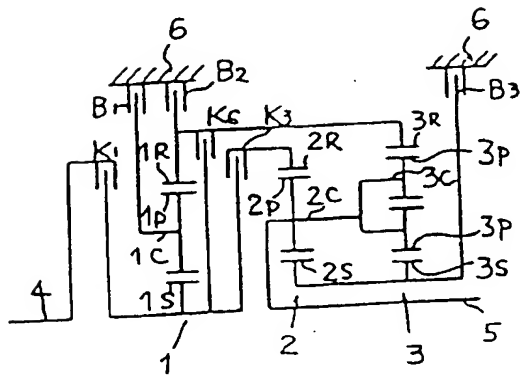 6 6
B1 B2 B3
K1 K6 K3
1R 2R 3R
1P 2P 3P
1C 2C 3C
3P
1S 2S 3S
4 5
1 2 3